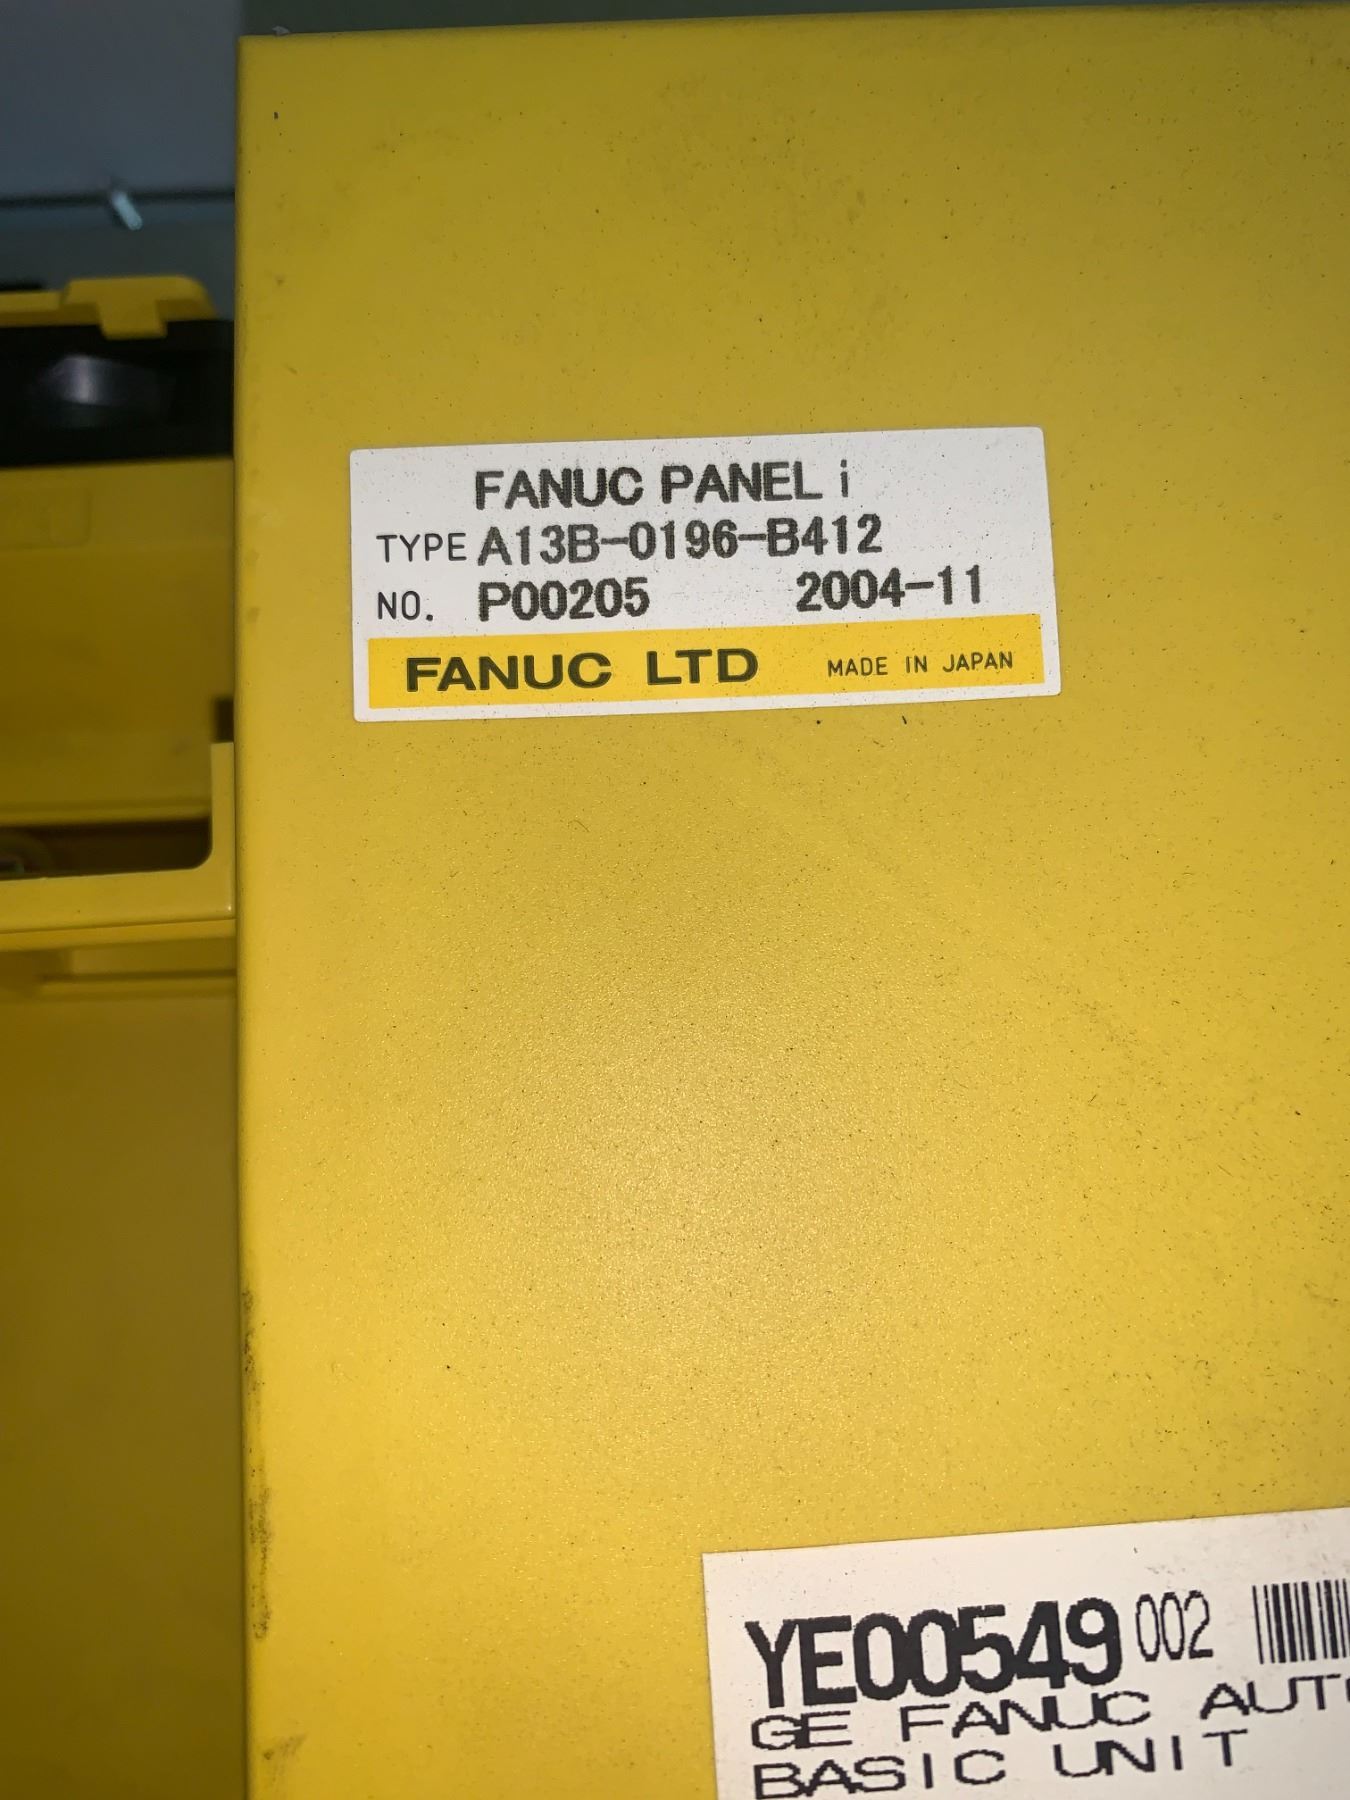 FANUC PANEL i
TYPE A13B-0196-B412
NO. P00205 2004-11
FANUC LTD MADE IN JAPAN
YE00549 002
GE FANUC AUT
BASIC UNIT